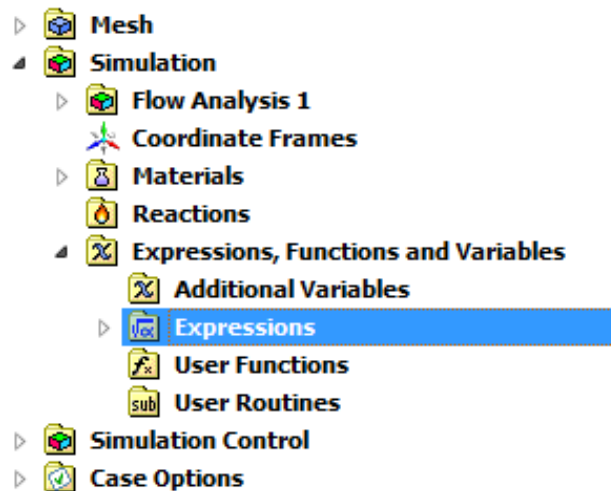 Mesh
Simulation
Flow Analysis 1
Coordinate Frames
Materials
Reactions
Expressions, Functions and Variables
Additional Variables
Expressions
User Functions
User Routines
Simulation Control
Case Options